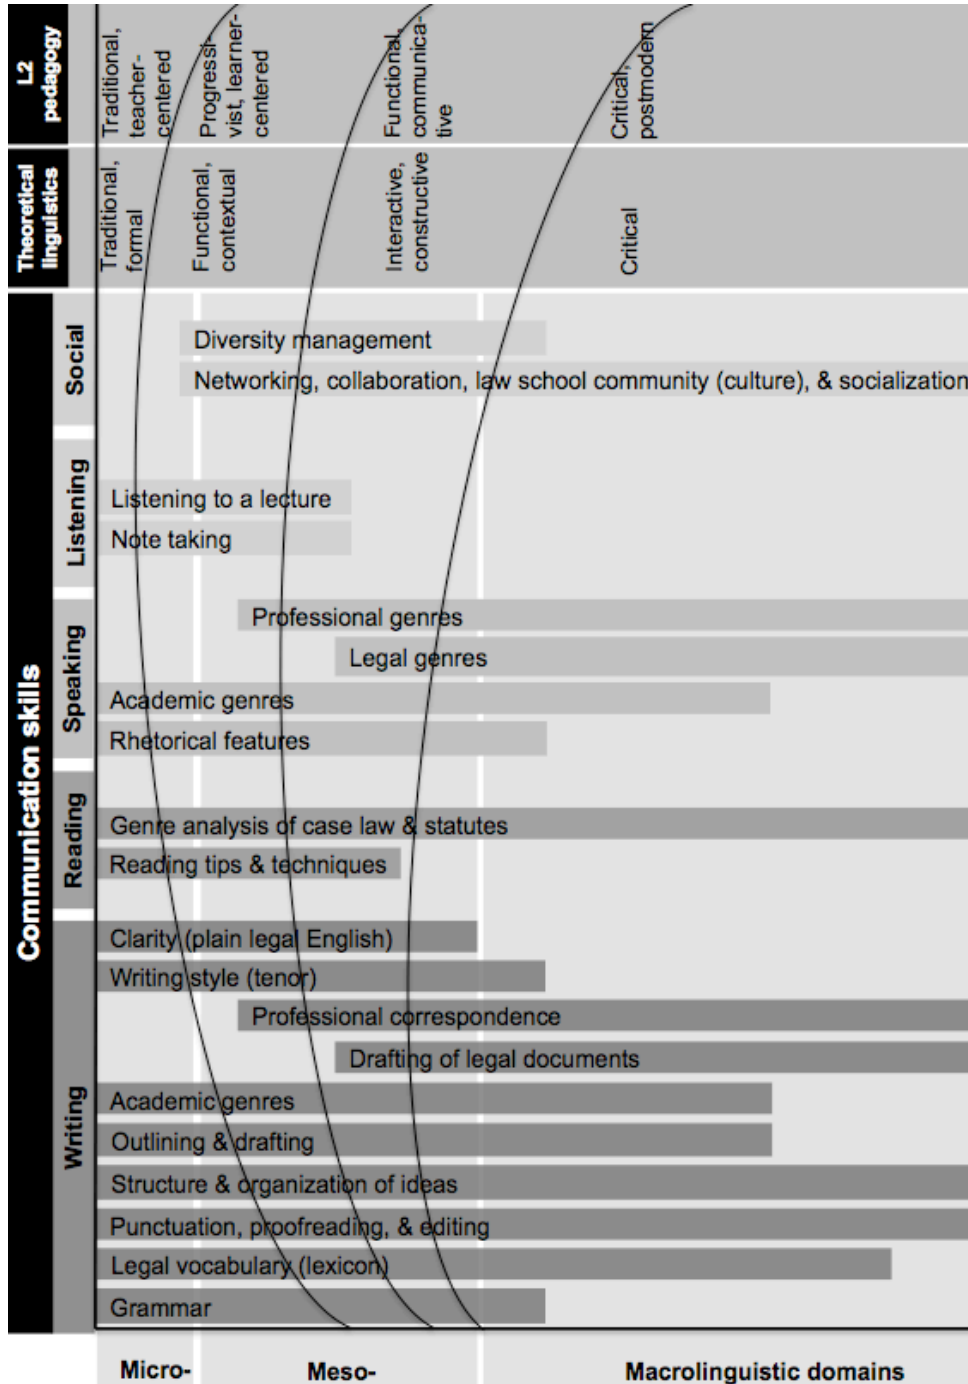 L2
pedagogy
Traditional,
teacher-
centered
Progressi-
vist, learner-
centered
Functional,
communica-
tive
Critical,
postmodern
Theoretical
linguistics
Traditional,
formal
Functional,
contextual
Interactive,
constructive
Critical
Communication skills
Social
Diversity management
Networking, collaboration, law school community (culture), & socialization
Listening
Listening to a lecture
Note taking
Speaking
Professional genres
Legal genres
Academic genres
Rhetorical features
Reading
Genre analysis of case law & statutes
Reading tips & techniques
Writing
Clarity (plain legal English)
Writing style (tenor)
Professional correspondence
Drafting of legal documents
Academic genres
Outlining & drafting
Structure & organization of ideas
Punctuation, proofreading, & editing
Legal vocabulary (lexicon)
Grammar
Micro- Meso- Macrolinguistic domains